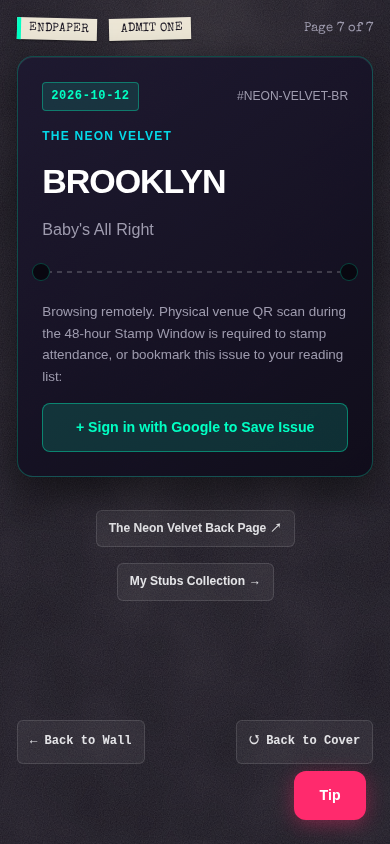 ENDPAPER ADMIT ONE Page 7 of 7
2026-10-12 #NEON-VELVET-BR
THE NEON VELVET
BROOKLYN
Baby's All Right
Browsing remotely. Physical venue QR scan during
the 48-hour Stamp Window is required to stamp
attendance, or bookmark this issue to your reading
list:
+ Sign in with Google to Save Issue
The Neon Velvet Back Page ↗
My Stubs Collection →
← Back to Wall ↺ Back to Cover
Tip